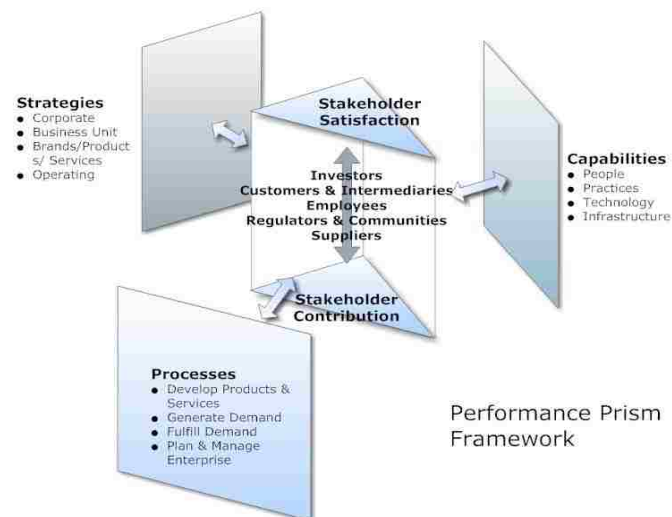 Strategies
Corporate
Business Unit
Brands/Product
s/ Services
Operating
Stakeholder
Satisfaction
Investors
Customers & Intermediaries
Employees
Regulators & Communities
Suppliers
Capabilities
People
Practices
Technology
Infrastructure
Stakeholder
Contribution
Processes
Develop Products &
Services
Generate Demand
Fulfill Demand
Plan & Manage
Enterprise
Performance Prism
Framework